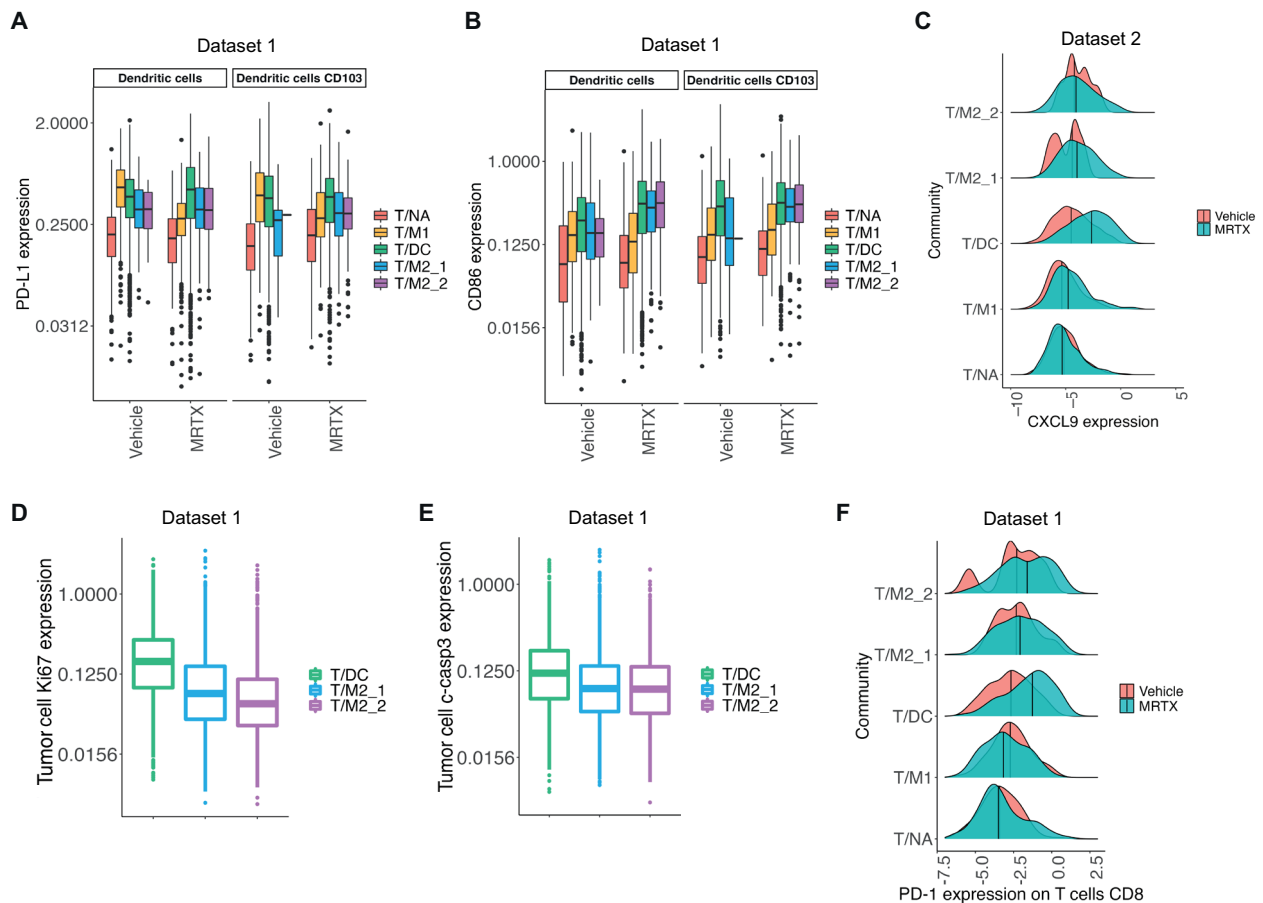 A
Dataset 1
Dendritic cells
Dendritic cells CD103
PD-L1 expression
2.0000
0.2500
0.0312
Vehicle
MRTX
Vehicle
MRTX
T/NA
T/M1
T/DC
T/M2_1
T/M2_2
B
Dataset 1
Dendritic cells
Dendritic cells CD103
CD86 expression
1.0000
0.1250
0.0156
Vehicle
MRTX
Vehicle
MRTX
T/NA
T/M1
T/DC
T/M2_1
T/M2_2
C
Dataset 2
Community
T/M2_2
T/M2_1
T/DC
T/M1
T/NA
−10
−5
0
5
CXCL9 expression
Vehicle
MRTX
D
Dataset 1
Tumor cell Ki67 expression
1.0000
0.1250
0.0156
T/DC
T/M2_1
T/M2_2
E
Dataset 1
Tumor cell c-casp3 expression
1.0000
0.1250
0.0156
T/DC
T/M2_1
T/M2_2
F
Dataset 1
Community
T/M2_2
T/M2_1
T/DC
T/M1
T/NA
-7.5
-5.0
-2.5
0.0
2.5
PD-1 expression on T cells CD8
Vehicle
MRTX